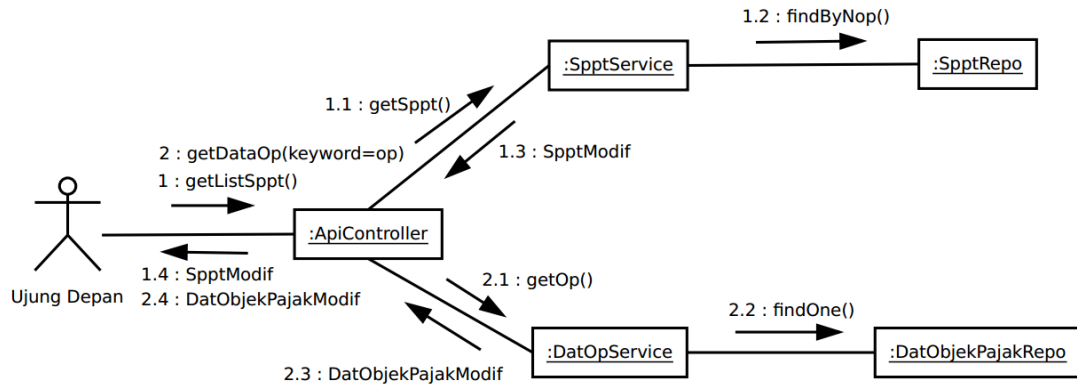 1.2 : findByNop()
:SpptService
:SpptRepo
1.1 : getSppt()
1.3 : SpptModif
2 : getDataOp(keyword=op)
1 : getListSppt()
:ApiController
Ujung Depan
1.4 : SpptModif
2.4 : DatObjekPajakModif
2.1 : getOp()
2.2 : findOne()
:DatOpService
:DatObjekPajakRepo
2.3 : DatObjekPajakModif